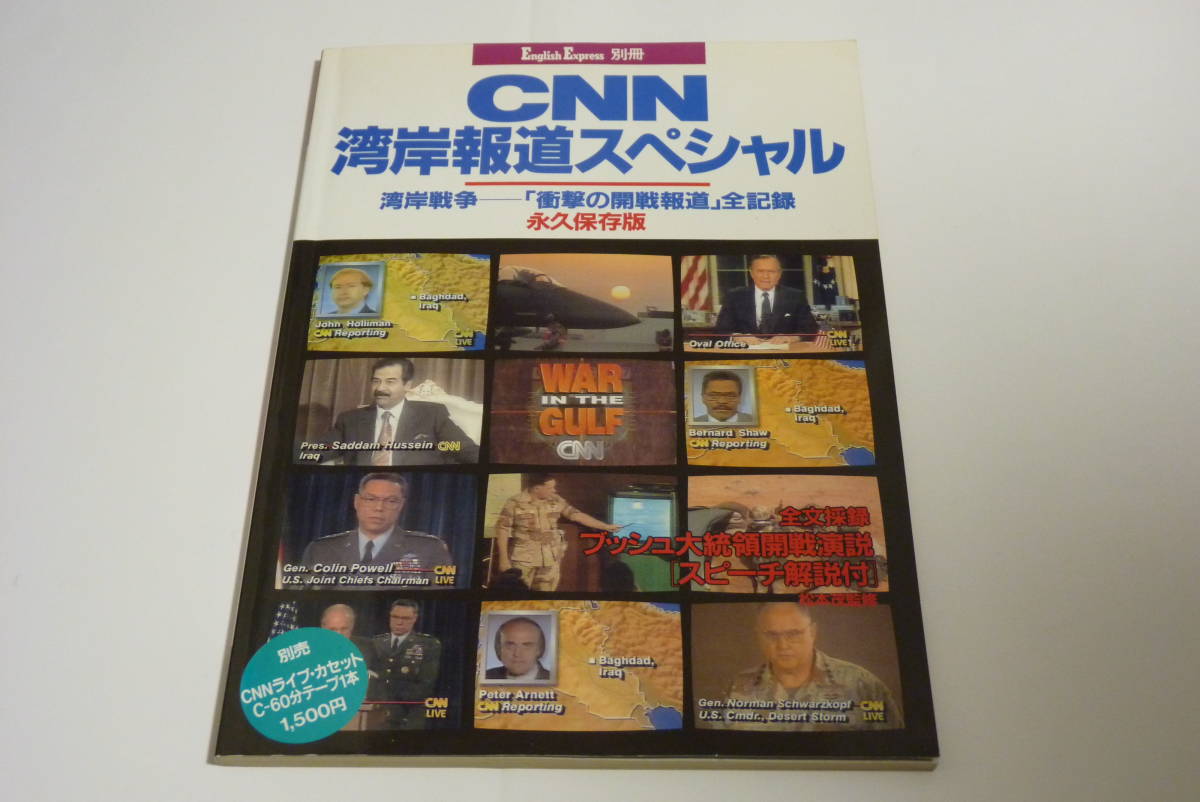 English Express 別冊
CNN
湾岸報道スペシャル
湾岸戦争──「衝撃の開戦報道」全記録
永久保存版
Baghdad,
Iraq
John Holliman
CNN Reporting
CNN
LIVE
Oval Office
CNN
LIVE
Pres. Saddam Hussein
Iraq
CNN
WAR
IN THE
GULF
CNN
Baghdad,
Iraq
Bernard Shaw
CNN Reporting
Gen. Colin Powell
U.S. Joint Chiefs Chairman
CNN
LIVE
全文採録
ブッシュ大統領開戦演説
「スピーチ解説付」
松本茂監修
別売
CNNライブ・カセット
C-60分テープ1本
1,500円
CNN
LIVE
Baghdad,
Iraq
Peter Arnett
CNN Reporting
Gen. Norman Schwarzkopf
U.S. Cmdr., Desert Storm
CNN
LIVE